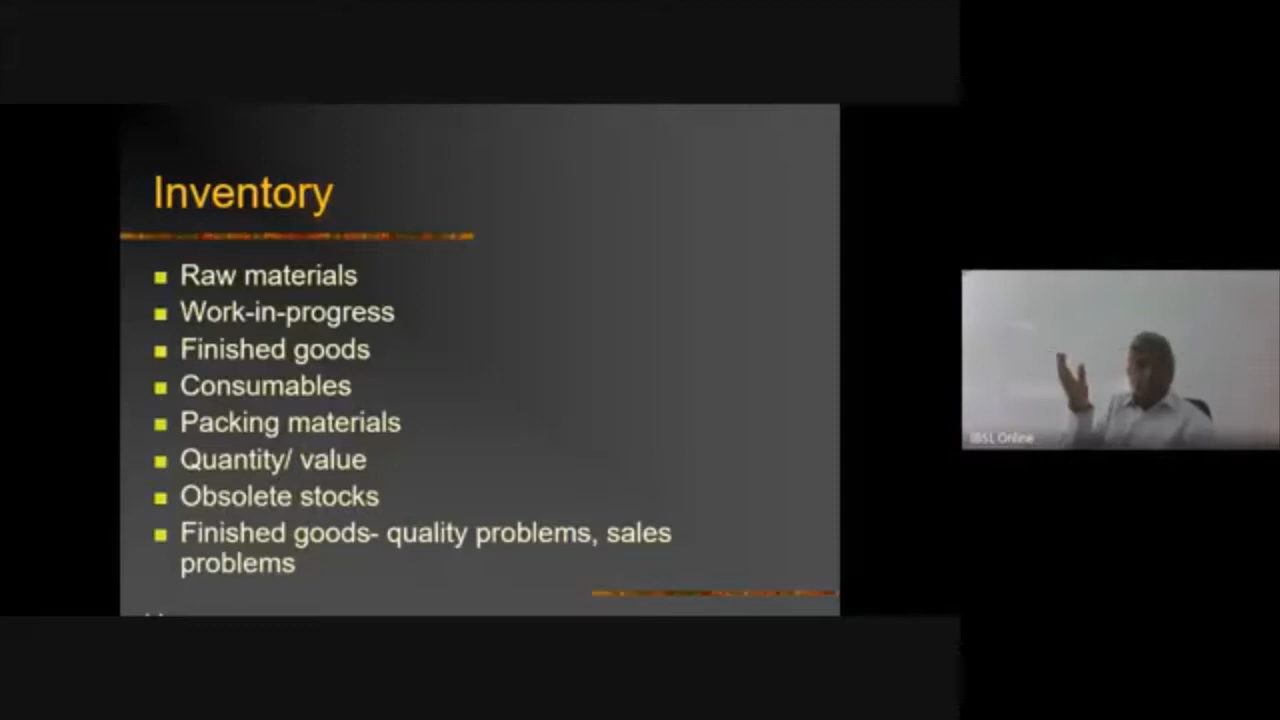 Inventory
Raw materials
Work-in-progress
Finished goods
Consumables
Packing materials
Quantity/ value
Obsolete stocks
Finished goods- quality problems, sales
problems
IBSL Online